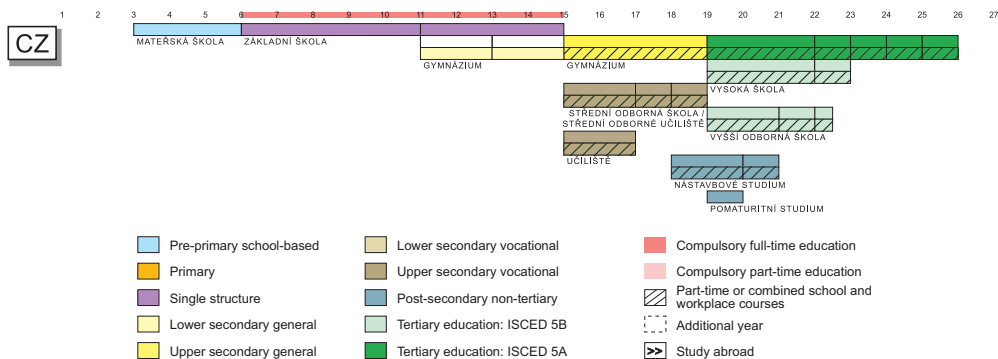 1 2 3 4 5 6 7 8 9 10 11 12 13 14 15 16 17 18 19 20 21 22 23 24 25 26 27
CZ
MATEŘSKÁ ŠKOLA
ZÁKLADNÍ ŠKOLA
GYMNÁZIUM
GYMNÁZIUM
VYSOKÁ ŠKOLA
STŘEDNÍ ODBORNÁ ŠKOLA /
STŘEDNÍ ODBORNÉ UČILIŠTĚ
VYŠŠÍ ODBORNÁ ŠKOLA
UČILIŠTĚ
NÁSTAVBOVÉ STUDIUM
POMATURITNÍ STUDIUM
Pre-primary school-based
Primary
Single structure
Lower secondary general
Upper secondary general
Lower secondary vocational
Upper secondary vocational
Post-secondary non-tertiary
Tertiary education: ISCED 5B
Tertiary education: ISCED 5A
Compulsory full-time education
Compulsory part-time education
Part-time or combined school and
workplace courses
Additional year
>> Study abroad